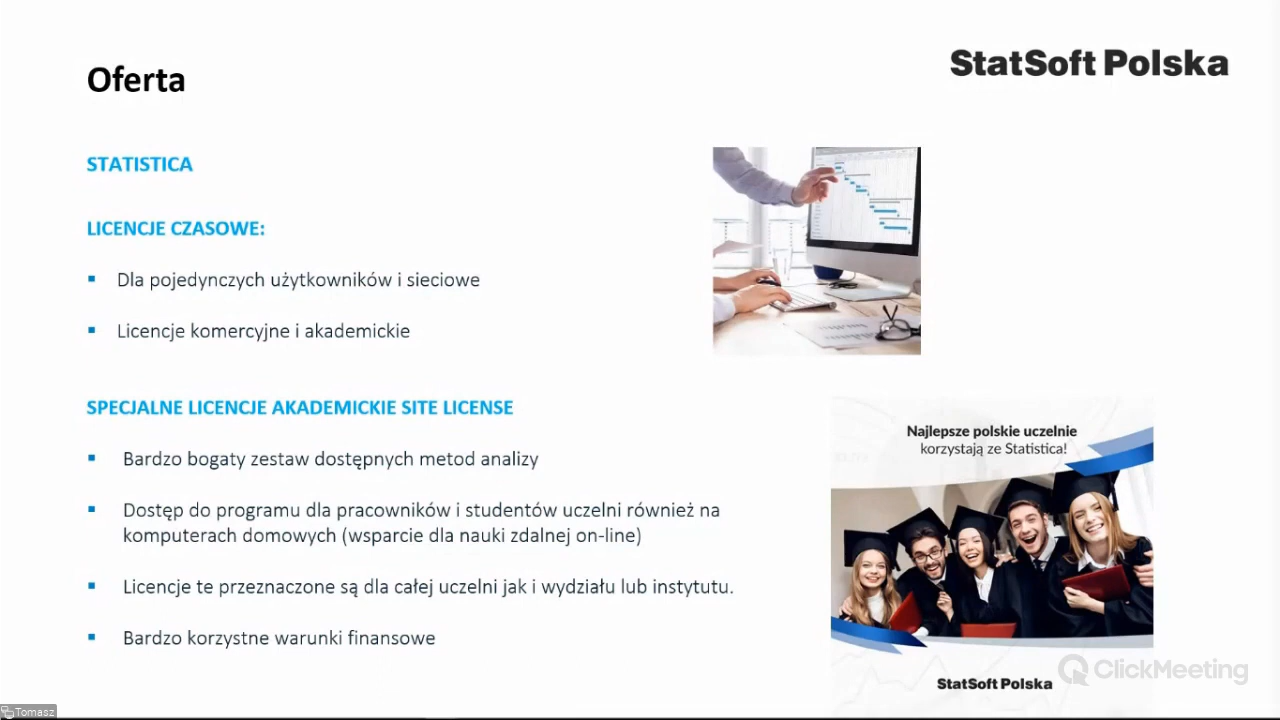 Oferta
StatSoft Polska
STATISTICA
LICENCJE CZASOWE:
▪ Dla pojedynczych użytkowników i sieciowe
▪ Licencje komercyjne i akademickie
SPECJALNE LICENCJE AKADEMICKIE SITE LICENSE
▪ Bardzo bogaty zestaw dostępnych metod analizy
▪ Dostęp do programu dla pracowników i studentów uczelni również na
komputerach domowych (wsparcie dla nauki zdalnej on-line)
▪ Licencje te przeznaczone są dla całej uczelni jak i wydziału lub instytutu.
▪ Bardzo korzystne warunki finansowe
Najlepsze polskie uczelnie
korzystają ze Statistica!
StatSoft Polska
ClickMeeting
Tomasz